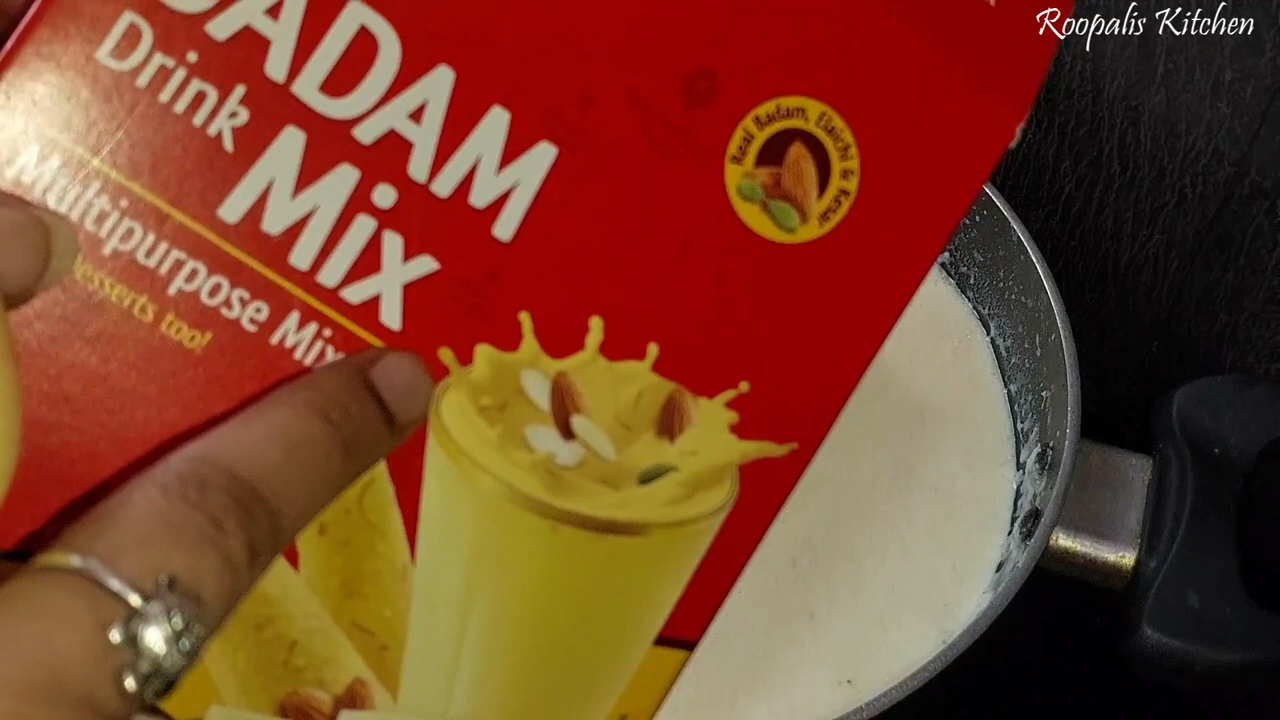 Roopalis Kitchen
BADAM
Drink
Mix
Multipurpose Mix
Desserts too!
Real Badam, Elaichi & Kesar